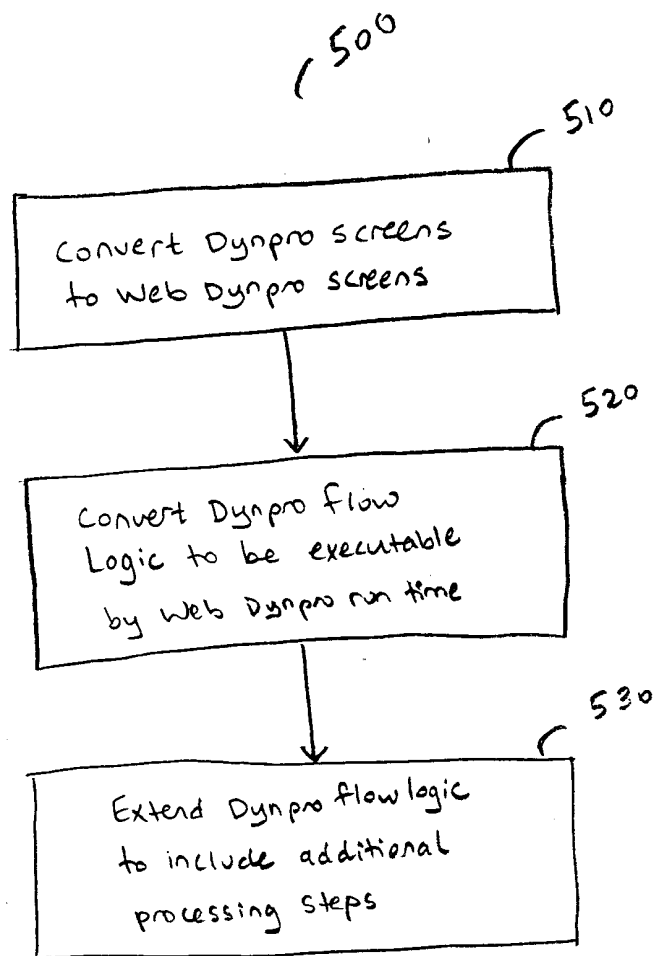 500
510
Convert Dynpro screens
to Web Dynpro screens
520
Convert Dynpro flow
Logic to be executable
by Web Dynpro run time
530
Extend Dynpro flow logic
to include additional
processing steps